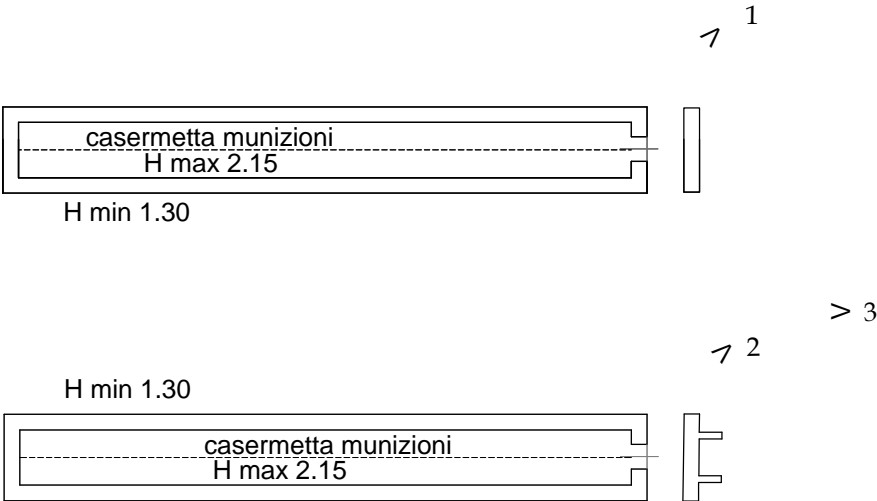 1
casermetta munizioni
H max 2.15
H min 1.30
> 3
2
H min 1.30
casermetta munizioni
H max 2.15